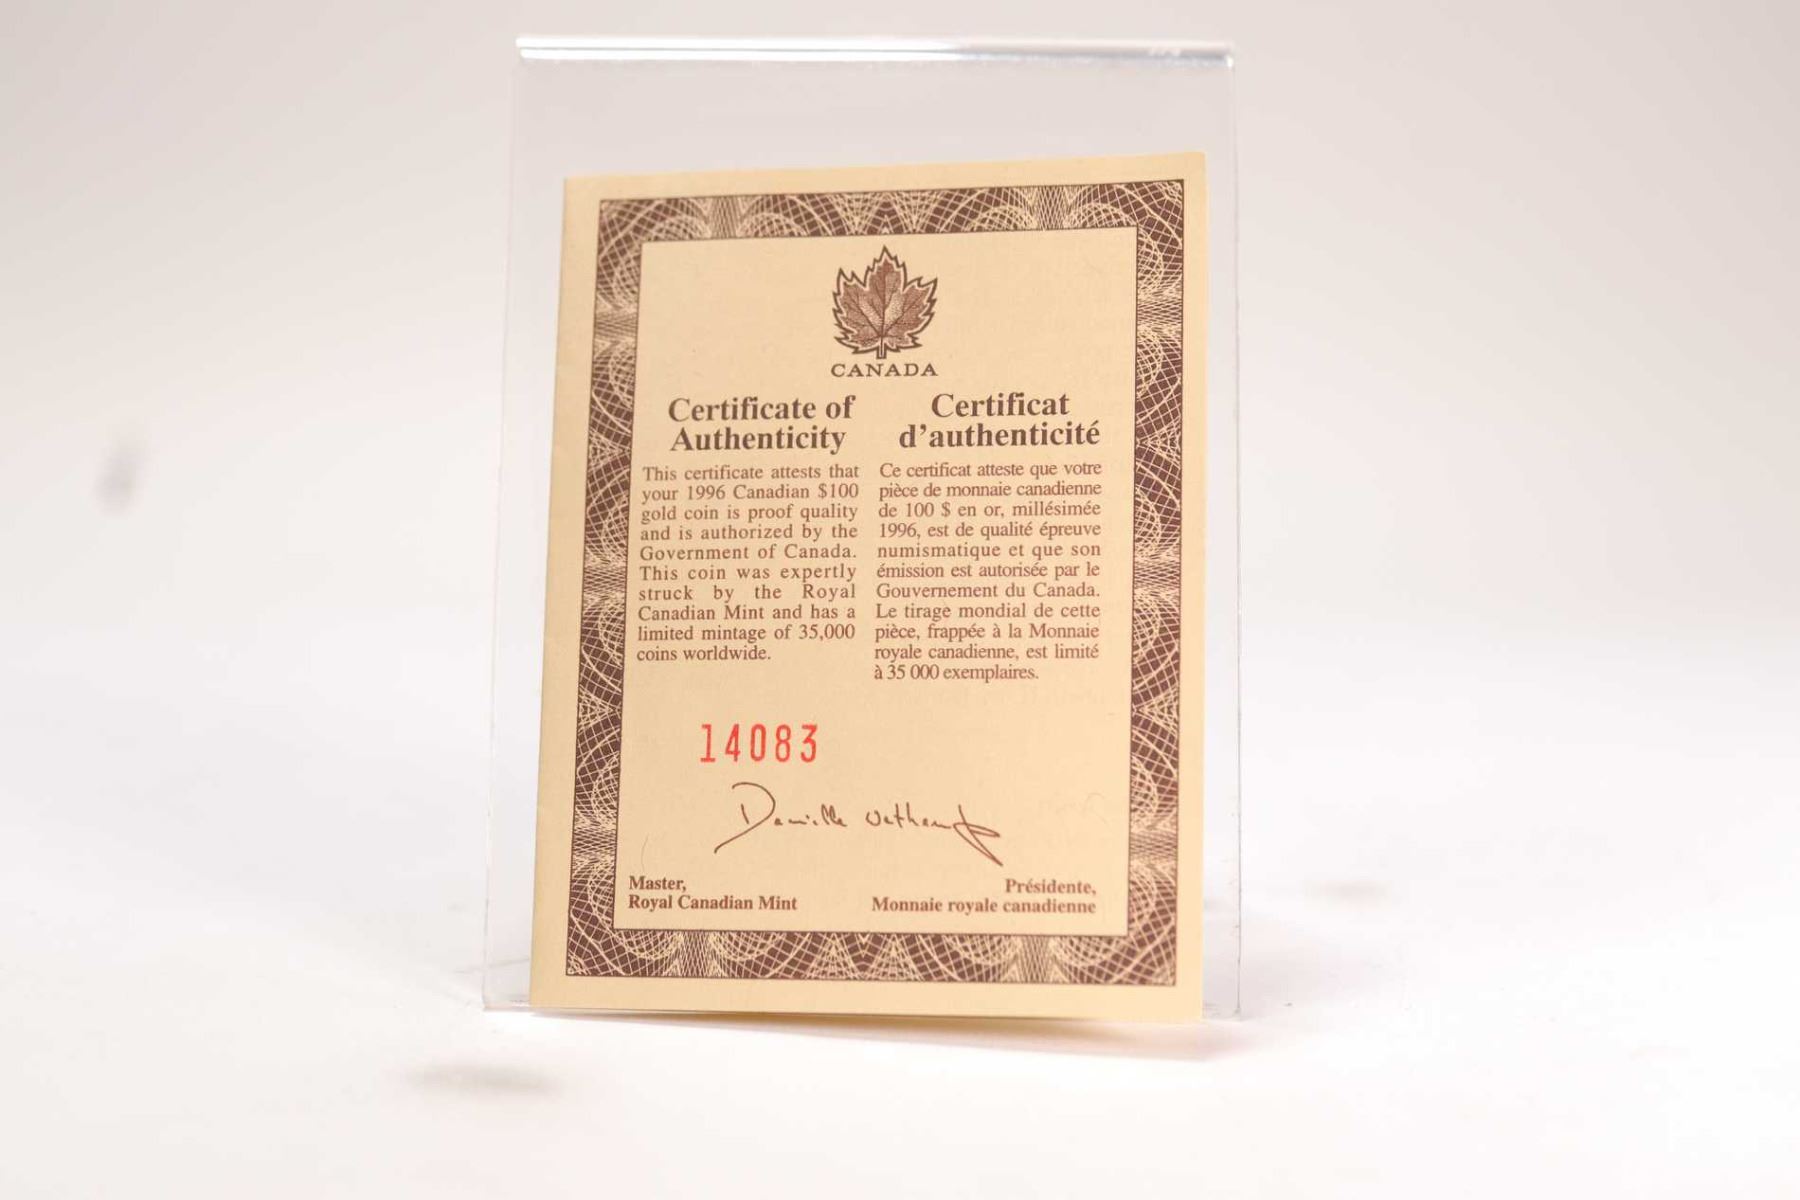 CANADA
Certificate of
Authenticity
This certificate attests that
your 1996 Canadian $100
gold coin is proof quality
and is authorized by the
Government of Canada.
This coin was expertly
struck by the Royal
Canadian Mint and has a
limited mintage of 35,000
coins worldwide.
Certificat
d'authenticité
Ce certificat atteste que votre
pièce de monnaie canadienne
de 100 $ en or, millésimée
1996, est de qualité épreuve
numismatique et que son
émission est autorisée par le
Gouvernement du Canada.
Le tirage mondial de cette
pièce, frappée à la Monnaie
royale canadienne, est limité
à 35 000 exemplaires.
14083
Danielle
Master,
Royal Canadian Mint
Présidente,
Monnaie royale canadienne